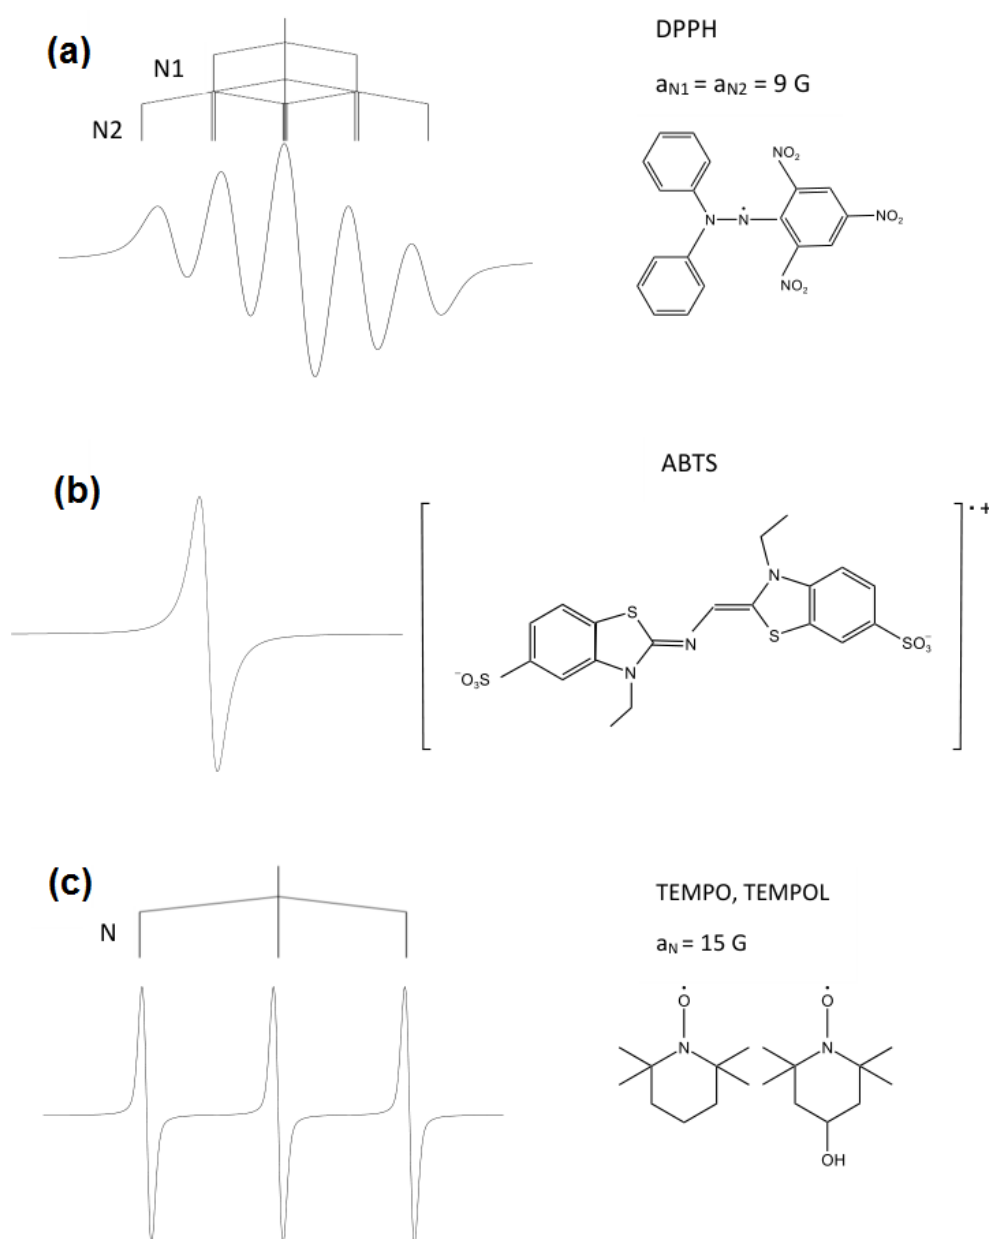 (a)
N1
N2
DPPH
aN1 = aN2 = 9 G
NO2
N
N
·
NO2
NO2
(b)
ABTS
· +
N
S
S
N
N
SO3−
−O3S
(c)
N
TEMPO, TEMPOL
aN = 15 G
·
O
N
·
O
N
OH